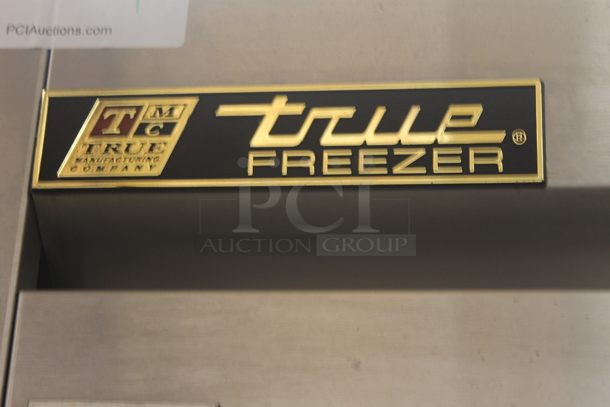 PCIAuctions.com
T M
C
TRUE
MANUFACTURING
COMPANY
true®
FREEZER
PCI
AUCTION GROUP